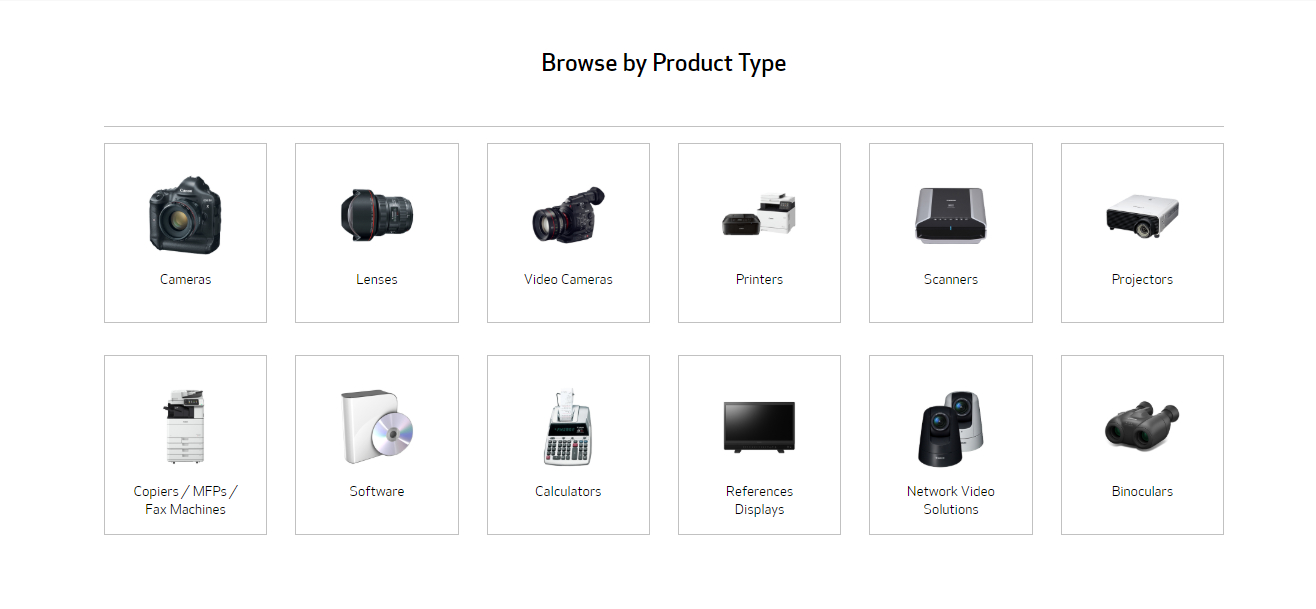 Browse by Product Type
Canon
Cameras
Lenses
Video Cameras
Printers
Scanners
Projectors
Copiers / MFPs /
Fax Machines
Software
Calculators
References
Displays
Network Video
Solutions
Binoculars